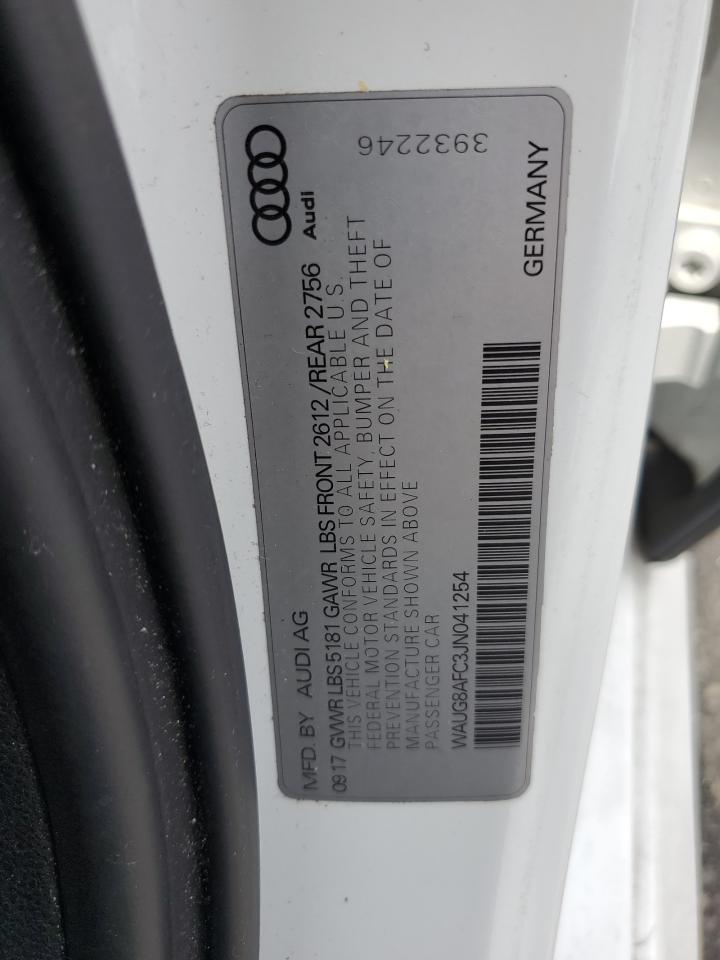 MFD. BY AUDI AG
Audi
0917 GVWR LBS 5181 GAWR LBS FRONT 2612 /REAR 2756
THIS VEHICLE CONFORMS TO ALL APPLICABLE U.S.
FEDERAL MOTOR VEHICLE SAFETY, BUMPER AND THEFT
PREVENTION STANDARDS IN EFFECT ON THE DATE OF
MANUFACTURE SHOWN ABOVE
PASSENGER CAR
3932246
WAUG8AFC3JN041254
GERMANY